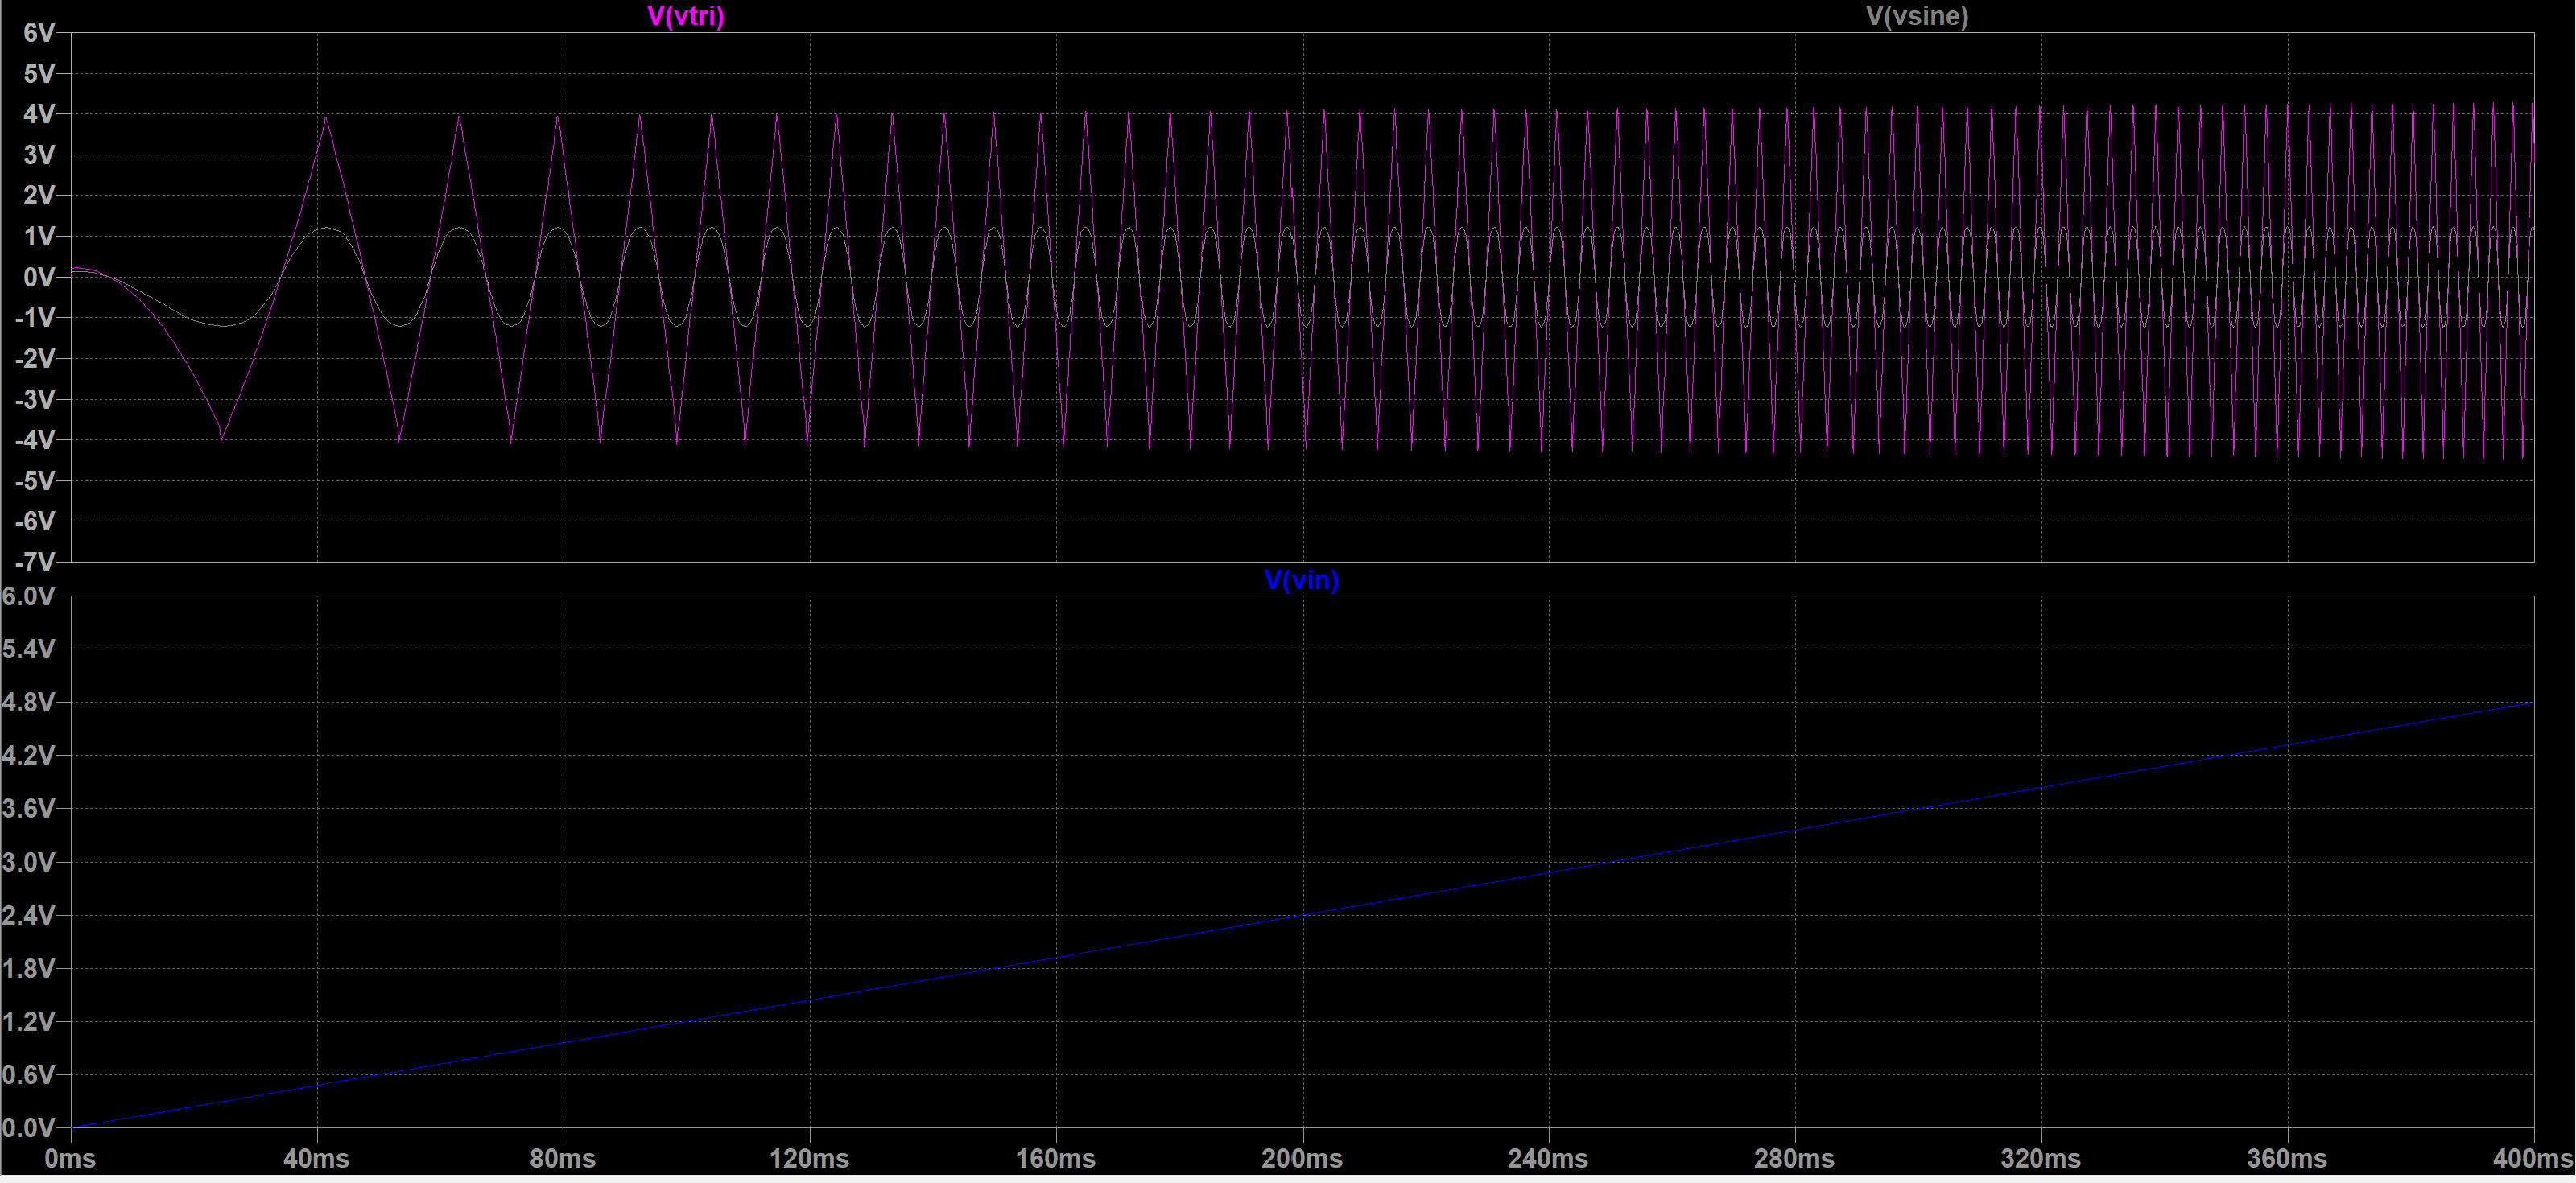 V(vtri) V(vsine)
6V
5V
4V
3V
2V
1V
0V
-1V
-2V
-3V
-4V
-5V
-6V
-7V
V(vin)
6.0V
5.4V
4.8V
4.2V
3.6V
3.0V
2.4V
1.8V
1.2V
0.6V
0.0V
0ms 40ms 80ms 120ms 160ms 200ms 240ms 280ms 320ms 360ms 400ms